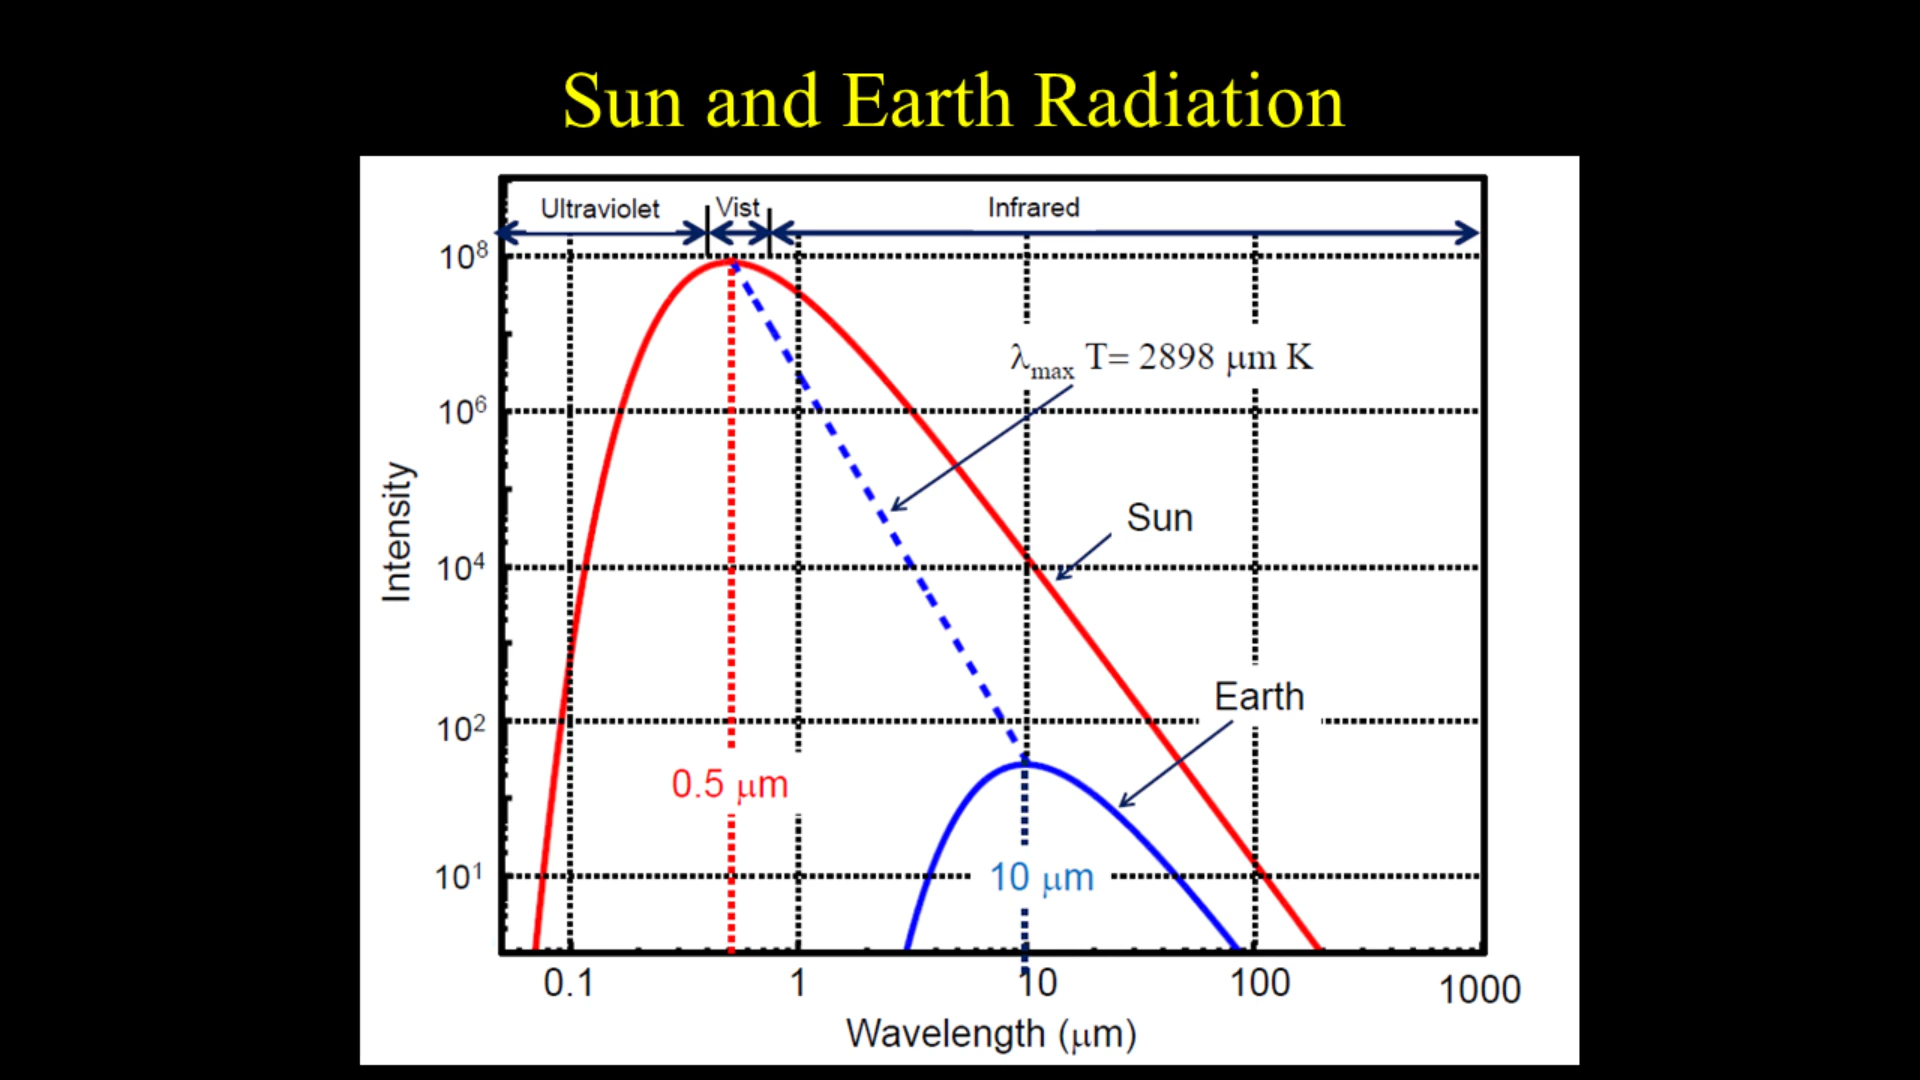 Sun and Earth Radiation
Ultraviolet
Vist
Infrared
10⁸
λmax T= 2898 μm K
10⁶
Sun
Intensity
10⁴
Earth
10²
0.5 μm
10¹
10 μm
0.1
1
10
100
1000
Wavelength (μm)